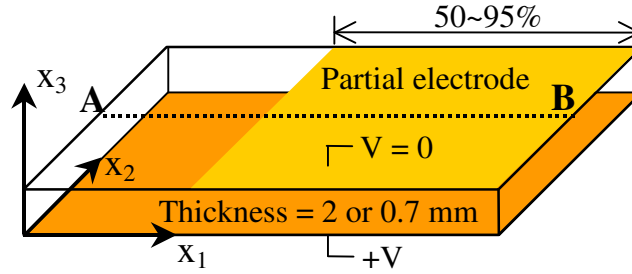 50~95%
Partial electrode
x3
A
B
V = 0
x2
Thickness = 2 or 0.7 mm
x1
+V